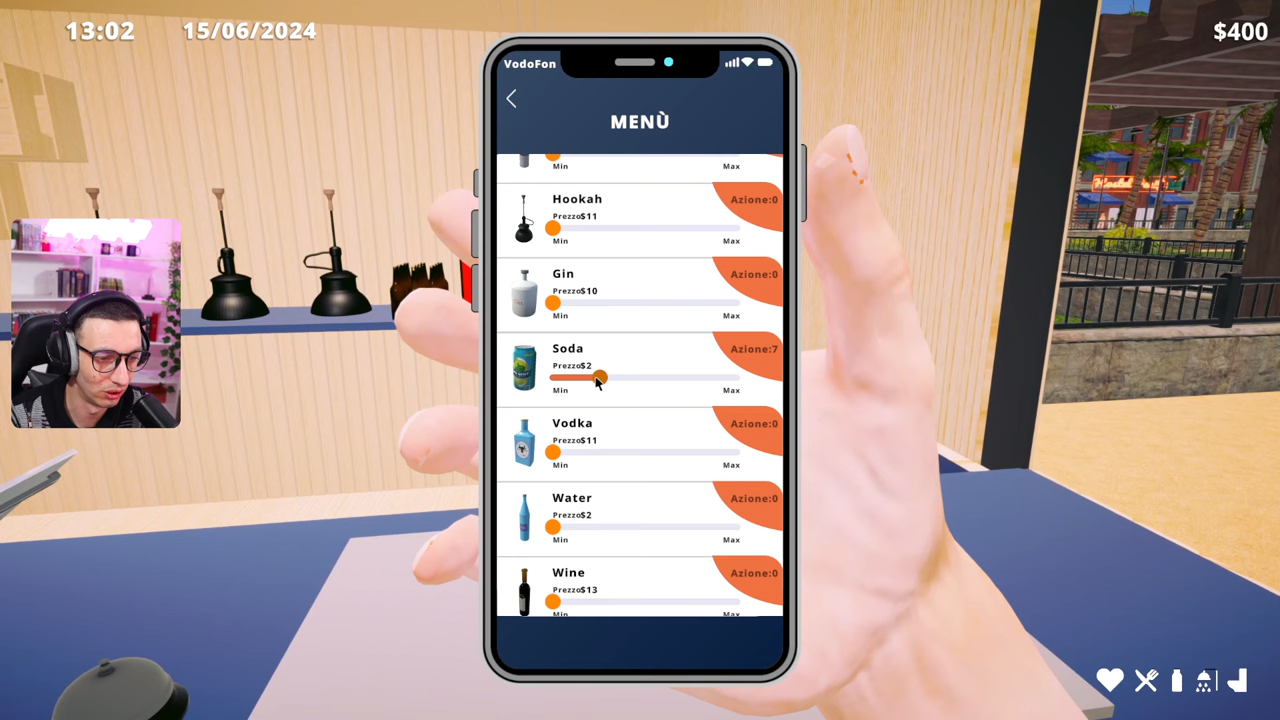 13:02 15/06/2024
$400
VodoFon
MENÙ
Min Max
Hookah
Azione:0
Prezzo$11
Min Max
Gin
Azione:0
Prezzo$10
Min Max
Soda
Azione:7
Prezzo$2
Min Max
Vodka
Azione:0
Prezzo$11
Min Max
Water
Azione:0
Prezzo$2
Min Max
Wine
Azione:0
Prezzo$13
Min Max